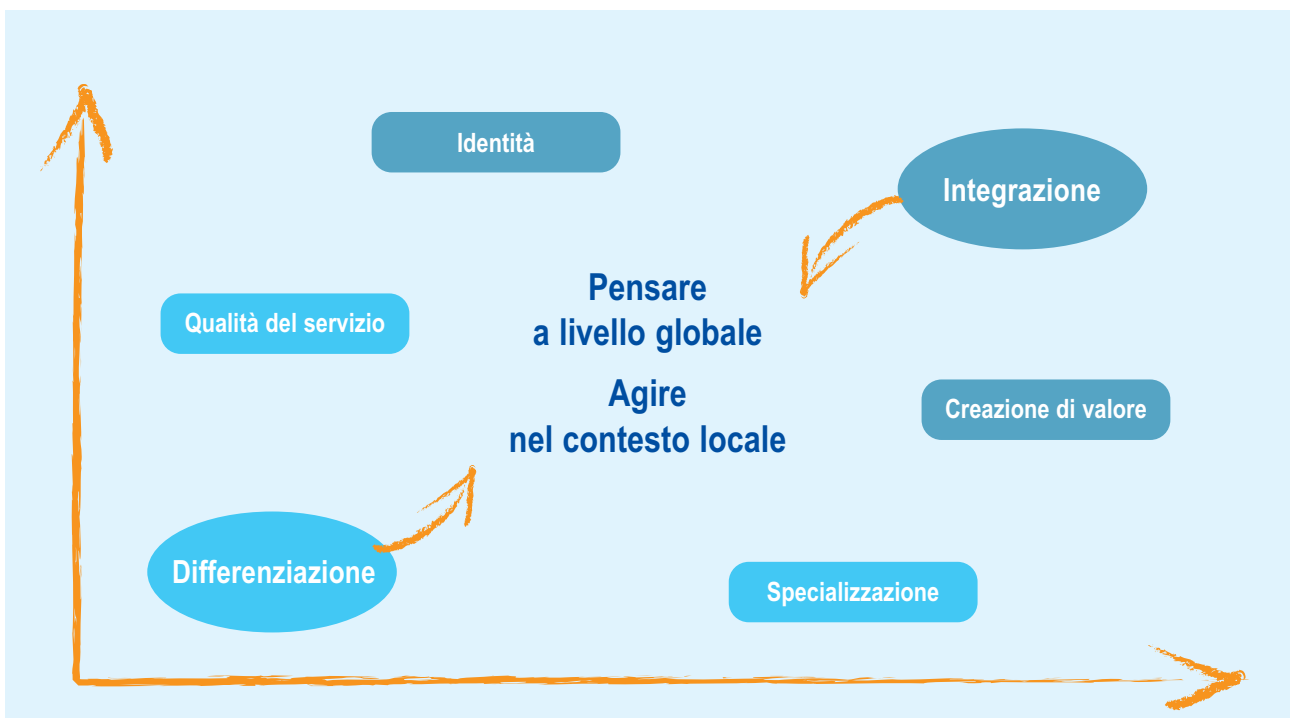 Identità
Integrazione
Pensare
a livello globale
Qualità del servizio
Agire
nel contesto locale
Creazione di valore
Differenziazione
Specializzazione